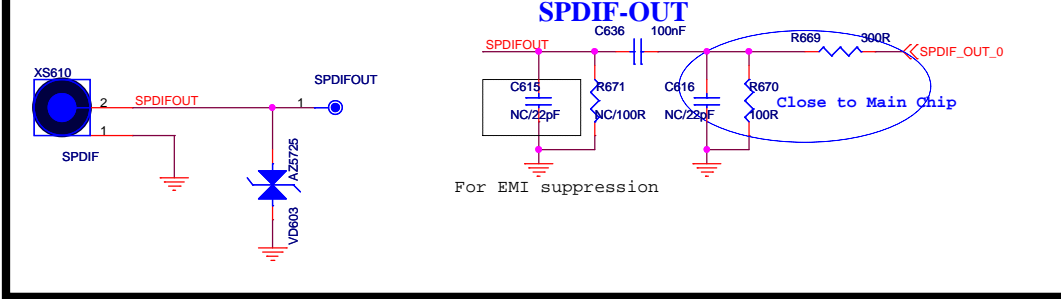 SPDIF-OUT
C636 100nF
R669 300R
SPDIFOUT
SPDIF_OUT_0
XS610
SPDIFOUT
2 SPDIFOUT 1
1
SPDIF
AZ5725
VD603
C615
NC/22pF
R671
NC/100R
C616
NC/22pF
R670
100R
Close to Main Chip
For EMI suppression